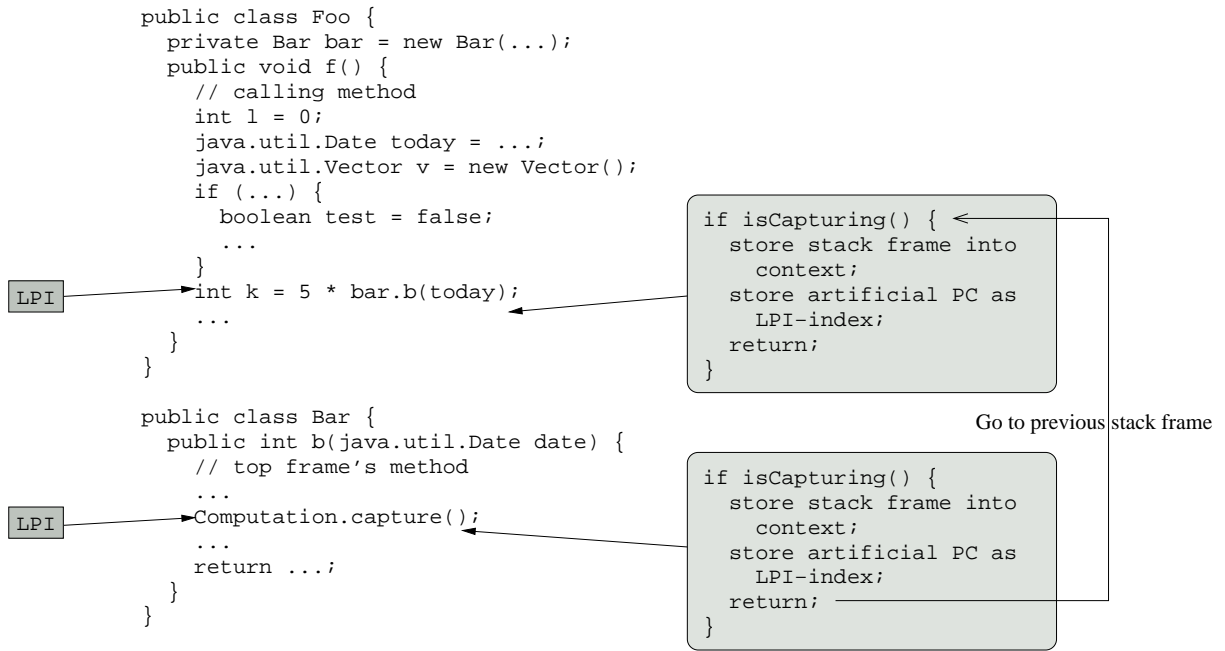 public class Foo {
private Bar bar = new Bar(...);
public void f() {
// calling method
int l = 0;
java.util.Date today = ...;
java.util.Vector v = new Vector();
if (...) {
boolean test = false;
...
}
int k = 5 * bar.b(today);
...
}
}
LPI
if isCapturing() {
store stack frame into
context;
store artificial PC as
LPI-index;
return;
}
Go to previous stack frame
public class Bar {
public int b(java.util.Date date) {
// top frame's method
...
Computation.capture();
...
return ...;
}
}
LPI
if isCapturing() {
store stack frame into
context;
store artificial PC as
LPI-index;
return;
}